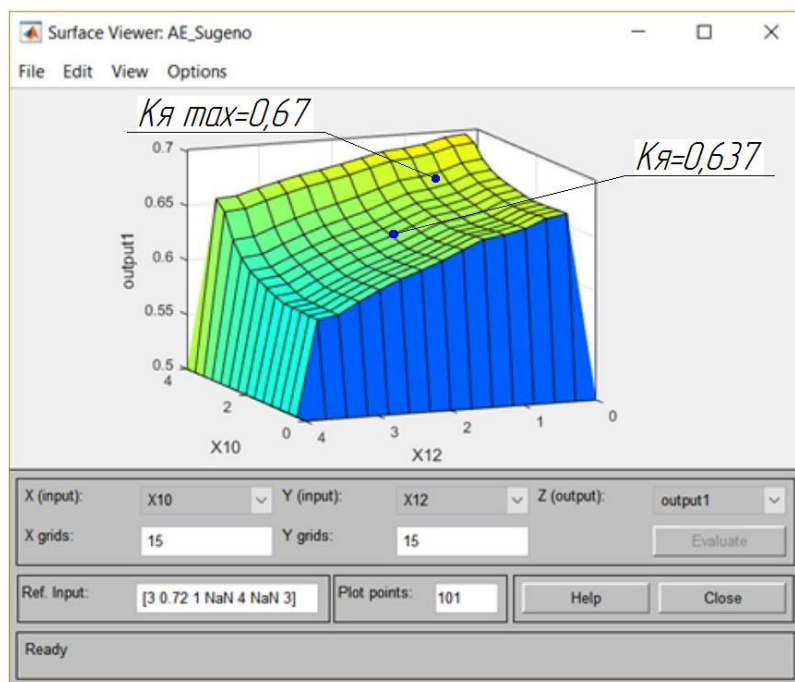 Surface Viewer: AE_Sugeno
File Edit View Options
Kя max=0,67
Kя=0,637
0.7
0.65
0.6
0.55
0.5
output1
4
2
0
X10
4
3
2
1
0
X12
X (input): X10 Y (input): X12 Z (output): output1
X grids: 15 Y grids: 15 Evaluate
Ref. Input: [3 0.72 1 NaN 4 NaN 3] Plot points: 101 Help Close
Ready